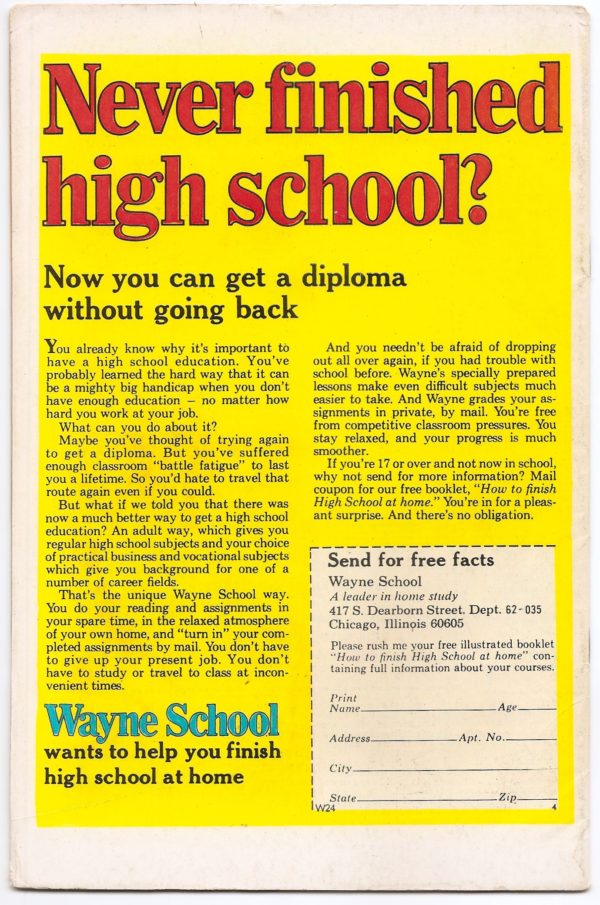 Never finished
high school?
Now you can get a diploma
without going back
You already know why it's important to
have a high school education. You've
probably learned the hard way that it can
be a mighty big handicap when you don't
have enough education – no matter how
hard you work at your job.
What can you do about it?
Maybe you've thought of trying again
to get a diploma. But you've suffered
enough classroom "battle fatigue" to last
you a lifetime. So you'd hate to travel that
route again even if you could.
But what if we told you that there was
now a much better way to get a high school
education? An adult way, which gives you
regular high school subjects and your choice
of practical business and vocational subjects
which give you background for one of a
number of career fields.
That's the unique Wayne School way.
You do your reading and assignments in
your spare time, in the relaxed atmosphere
of your own home, and "turn in" your com-
pleted assignments by mail. You don't have
to give up your present job. You don't
have to study or travel to class at incon-
venient times.
Wayne School
wants to help you finish
high school at home
And you needn't be afraid of dropping
out all over again, if you had trouble with
school before. Wayne's specially prepared
lessons make even difficult subjects much
easier to take. And Wayne grades your as-
signments in private, by mail. You're free
from competitive classroom pressures. You
stay relaxed, and your progress is much
smoother.
If you're 17 or over and not now in school,
why not send for more information? Mail
coupon for our free booklet, "How to finish
High School at home." You're in for a pleas-
ant surprise. And there's no obligation.
Send for free facts
Wayne School
A leader in home study
417 S. Dearborn Street. Dept. 62-035
Chicago, Illinois 60605
Please rush me your free illustrated booklet
"How to finish High School at home" con-
taining full information about your courses.
Print
Name Age
Address Apt. No.
City
State Zip
W24 4